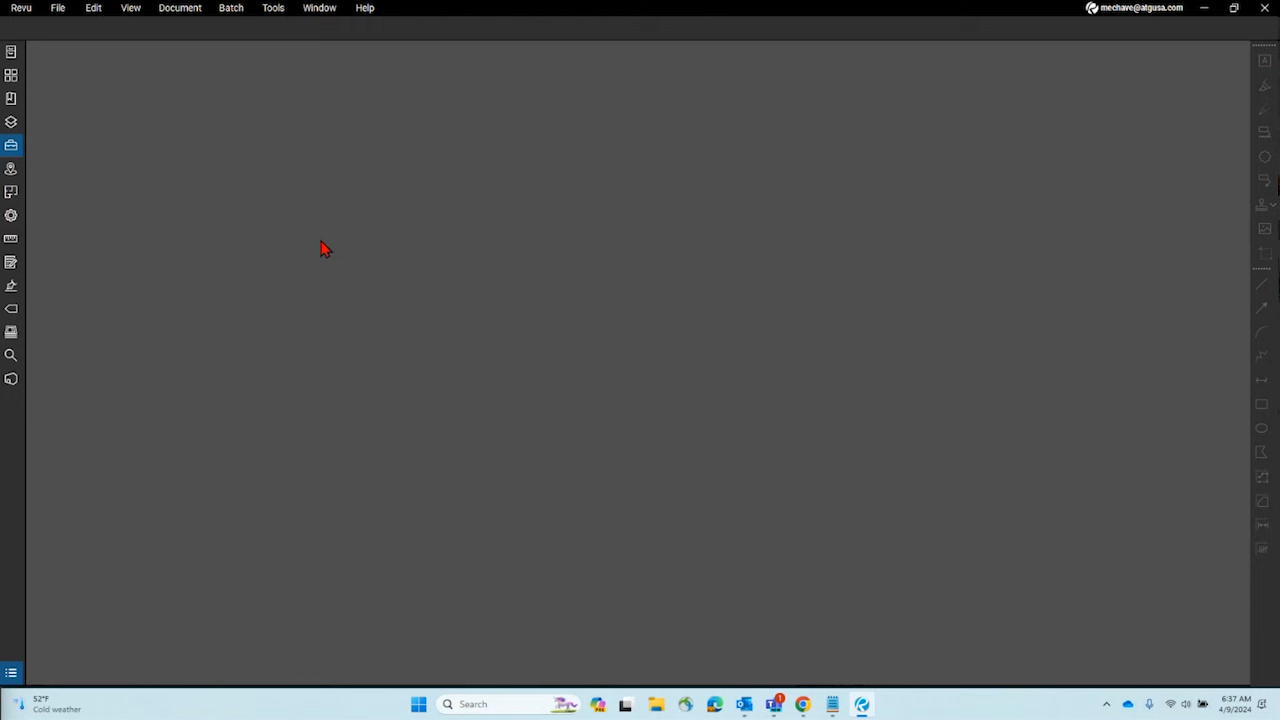 Revu File Edit View Document Batch Tools Window Help mechave@atgusa.com
A
52°F
Cold weather
Search
1
6:37 AM
4/9/2024